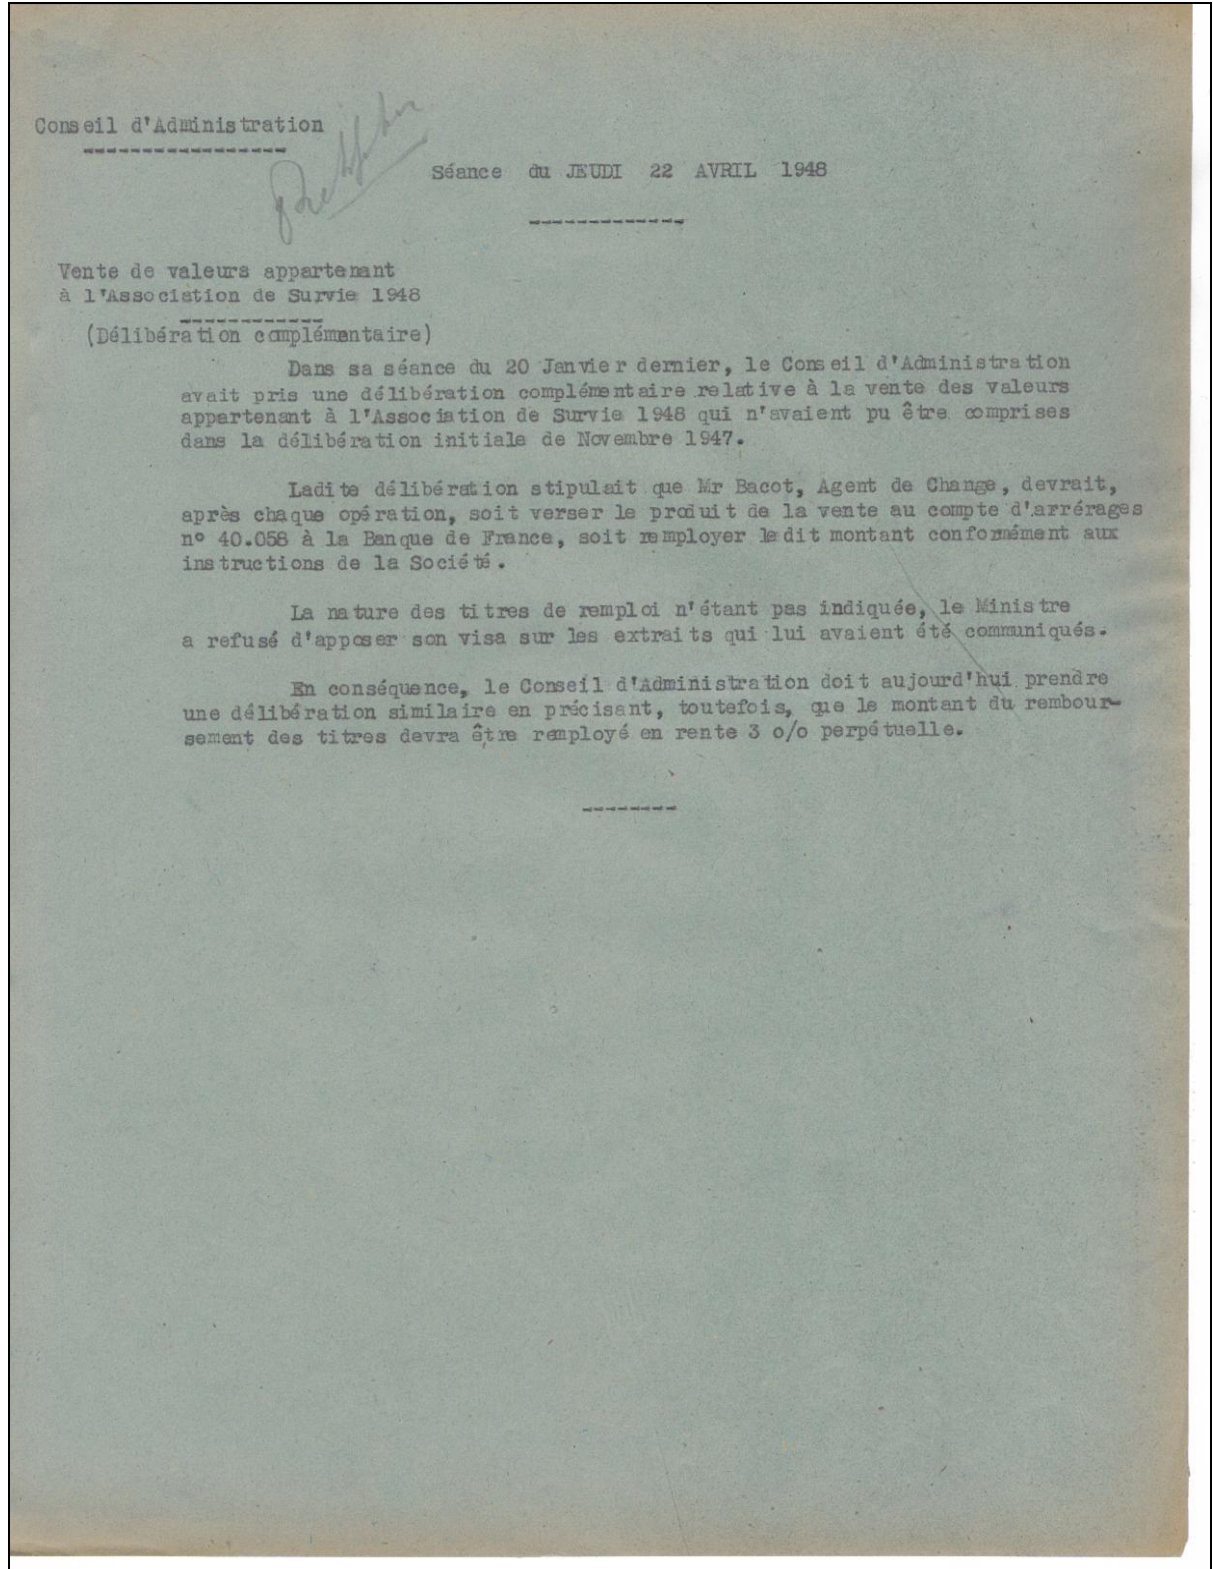 Conseil d'Administration
Séance du JEUDI 22 AVRIL 1948
Vente de valeurs appartenant
à l'Association de Survie 1948
(Délibération complémentaire)
Dans sa séance du 20 Janvier dernier, le Conseil d'Administration
avait pris une délibération complémentaire relative à la vente des valeurs
appartenant à l'Association de Survie 1948 qui n'avaient pu être comprises
dans la délibération initiale de Novembre 1947.
Ladite délibération stipulait que Mr Bacot, Agent de Change, devrait,
après chaque opération, soit verser le produit de la vente au compte d'arrérages
n° 40.058 à la Banque de France, soit remployer ledit montant conformément aux
instructions de la Société.
La nature des titres de remploi n'étant pas indiquée, le Ministre
a refusé d'apposer son visa sur les extraits qui lui avaient été communiqués.
En conséquence, le Conseil d'Administration doit aujourd'hui prendre
une délibération similaire en précisant, toutefois, que le montant du rembour-
sement des titres devra être remployé en rente 3 o/o perpétuelle.